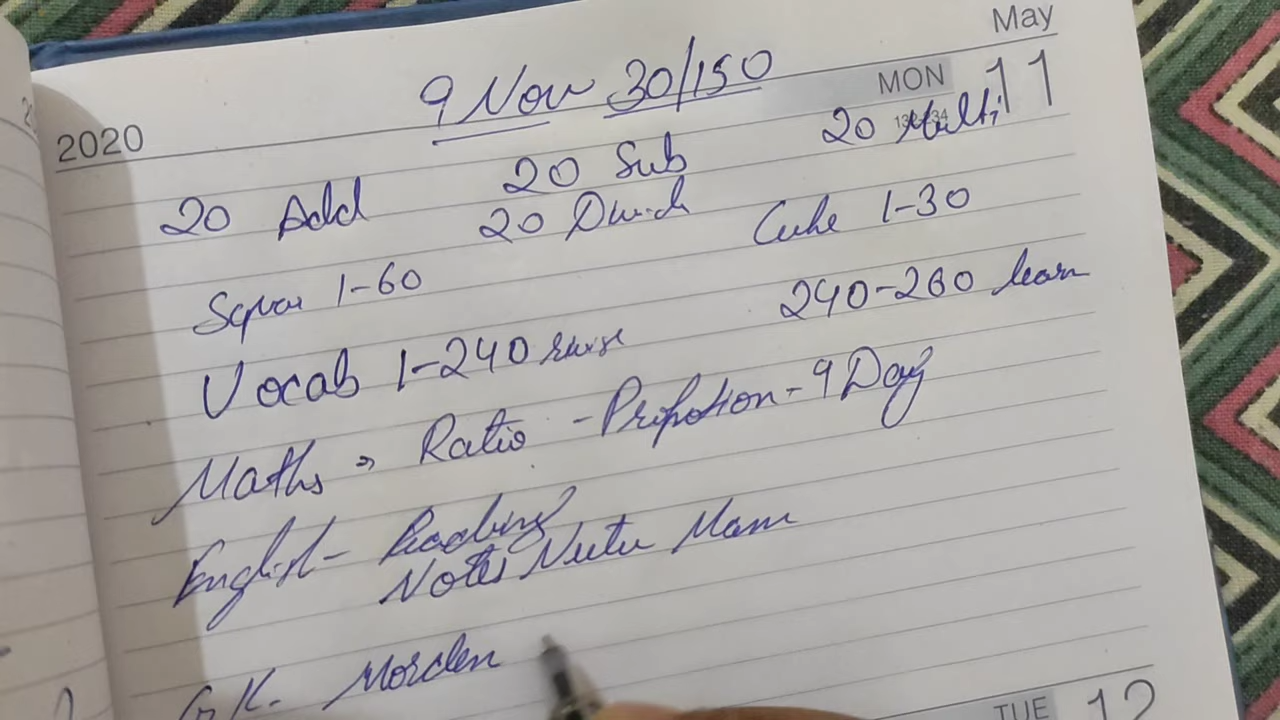 May
2020 9 Nov 30/150 MON 11
20 Add 20 Sub 20 Multi
20 Divid Cube 1-30
Squar 1-60
Vocab 1-240 revise 240-260 learn
Maths → Ratio - Propotion - 9 Day
English - Reading
Notes Neetu Mam
G.K. Morden
TUE 12